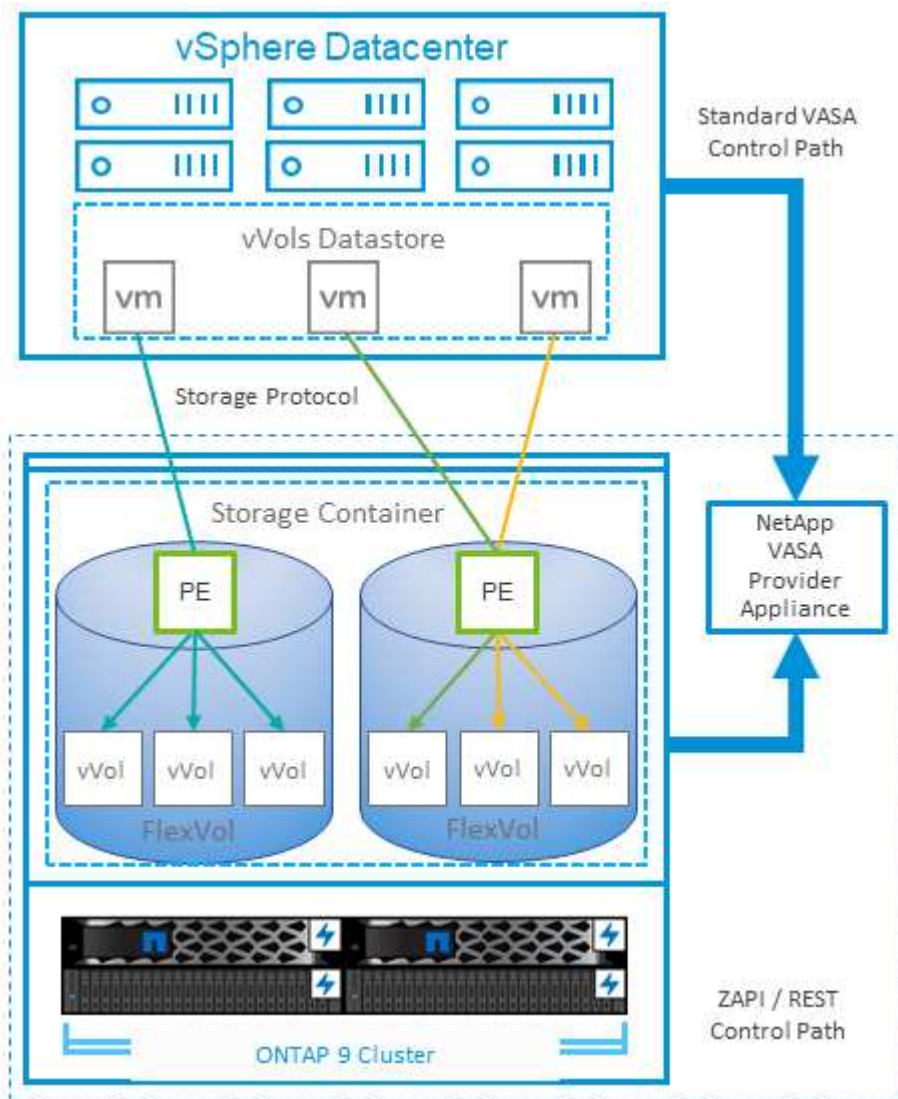 vSphere Datacenter
Standard VASA
Control Path
vVols Datastore
vm
vm
vm
Storage Protocol
Storage Container
NetApp
VASA
Provider
Appliance
PE
PE
vVol
vVol
vVol
vVol
vVol
vVol
FlexVol
FlexVol
ZAPI / REST
Control Path
ONTAP 9 Cluster